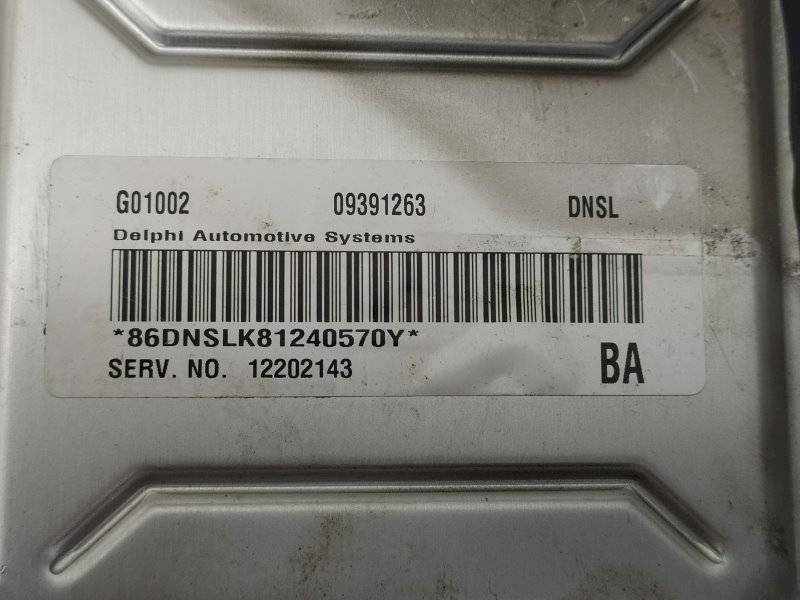 G01002 09391263 DNSL
Delphi Automotive Systems
*86DNSLK81240570Y*
SERV. NO. 12202143 BA